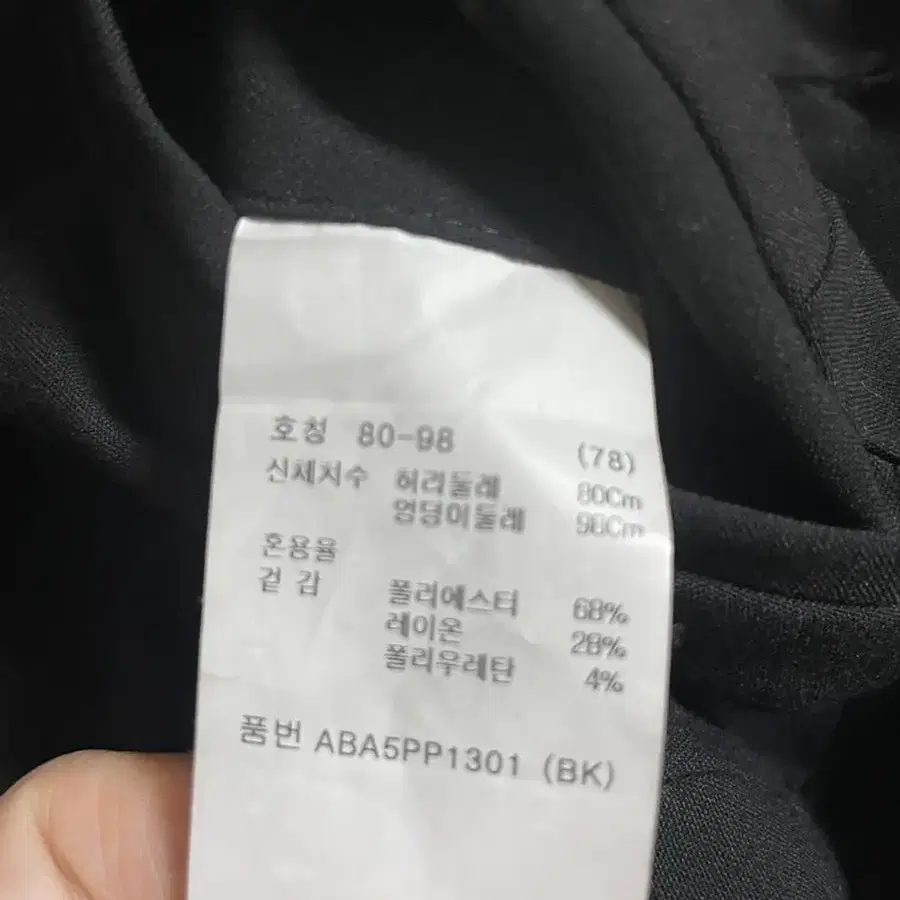 호칭 80-98 (78)
신체치수 허리둘레 80Cm
엉덩이둘레 98Cm
혼용율
겉감 폴리에스터 68%
레이온 28%
폴리우레탄 4%
품번 ABA5PP1301 (BK)